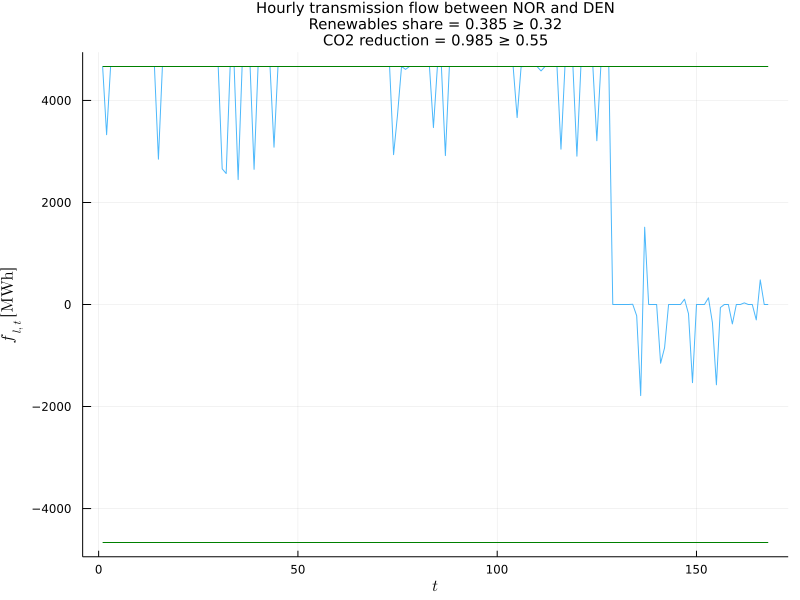 Hourly transmission flow between NOR and DEN
Renewables share = 0.385 ≥ 0.32
CO2 reduction = 0.985 ≥ 0.55
4000
2000
0
−2000
−4000
f_{l,t} [MWh]
0
50
100
150
t